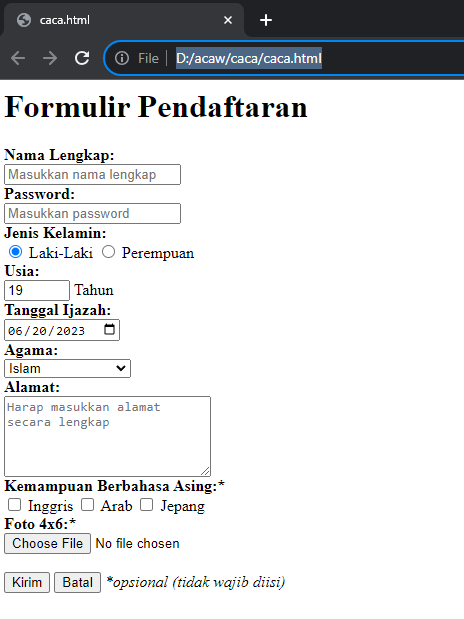 caca.html
File | D:/acaw/caca/caca.html
Formulir Pendaftaran
Nama Lengkap:
Masukkan nama lengkap
Password:
Masukkan password
Jenis Kelamin:
Laki-Laki Perempuan
Usia:
19 Tahun
Tanggal Ijazah:
06/20/2023
Agama:
Islam
Alamat:
Harap masukkan alamat
secara lengkap
Kemampuan Berbahasa Asing:*
Inggris Arab Jepang
Foto 4x6:*
Choose File No file chosen
Kirim Batal *opsional (tidak wajib diisi)